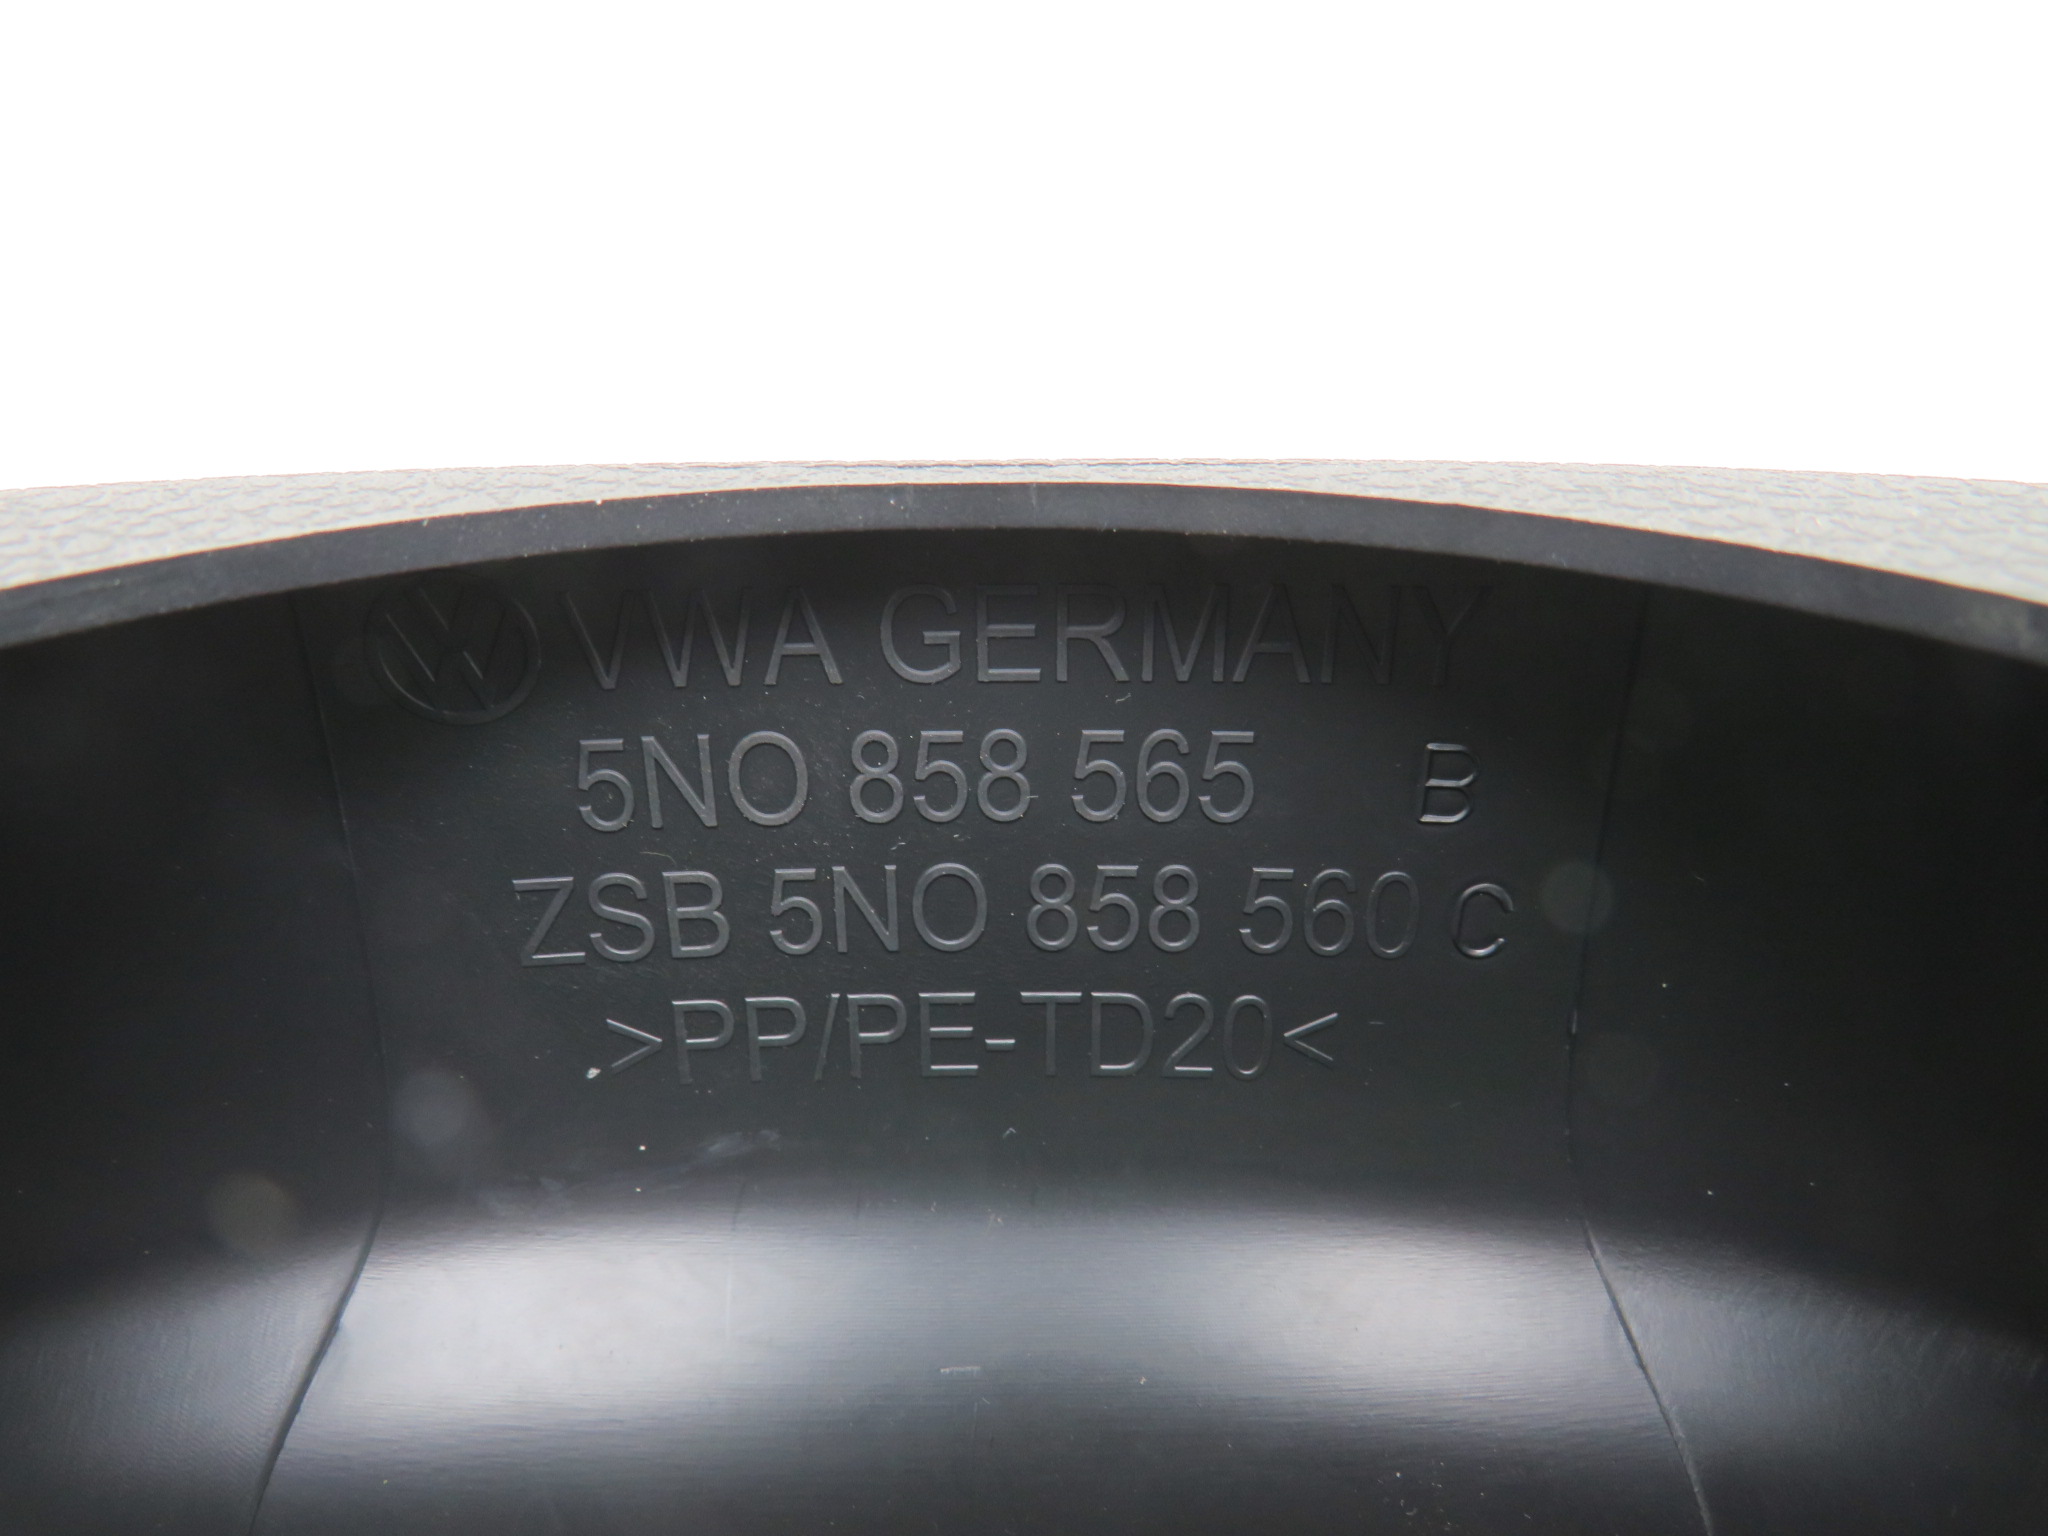 VWA GERMANY
5NO 858 565 B
ZSB 5NO 858 560 C
>PP/PE-TD20<